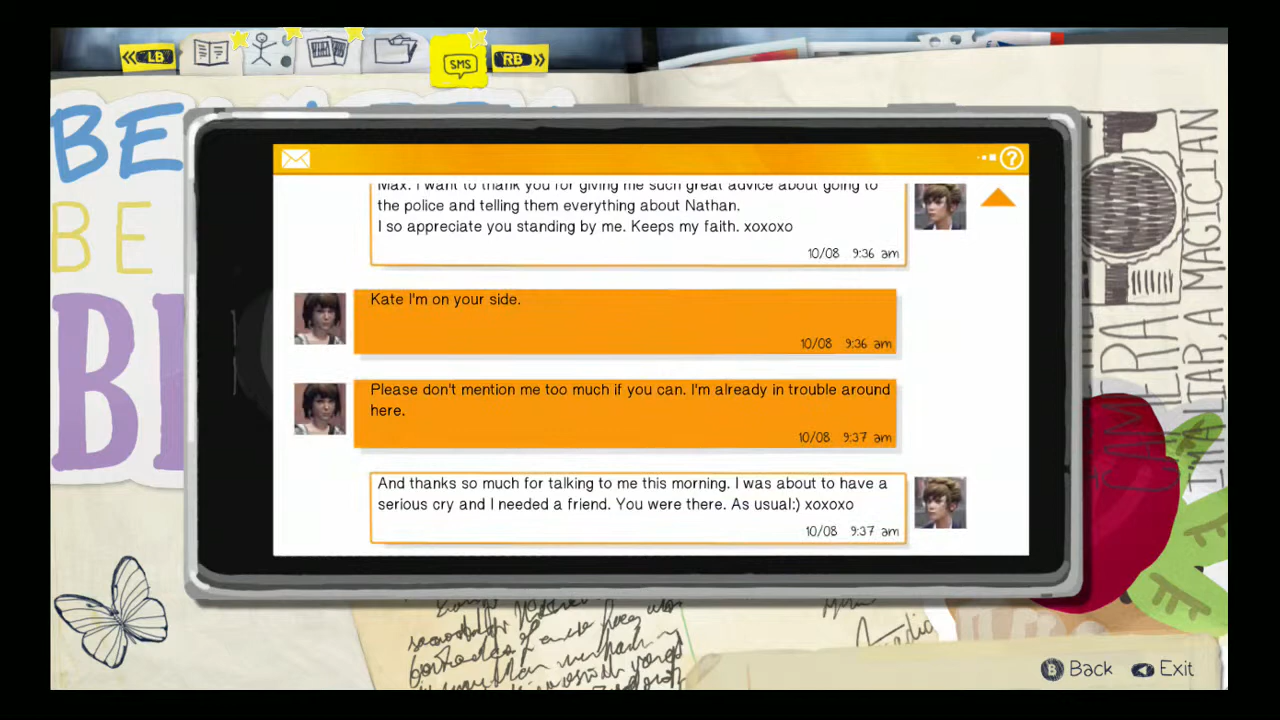 LB
SMS
RB
BE
BE
Max. I want to thank you for giving me such great advice about going to
the police and telling them everything about Nathan.
I so appreciate you standing by me. Keeps my faith. xoxoxo
10/08 9:36 am
Kate I'm on your side.
10/08 9:36 am
Please don't mention me too much if you can. I'm already in trouble around
here.
10/08 9:37 am
And thanks so much for talking to me this morning. I was about to have a
serious cry and I needed a friend. You were there. As usual:) xoxoxo
10/08 9:37 am
B Back
Exit
MAGICIAN